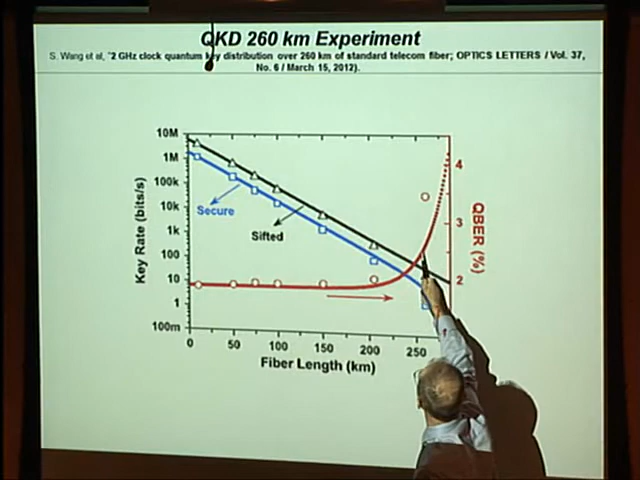 QKD 260 km Experiment
S. Wang et al, "2 GHz clock quantum key distribution over 260 km of standard telecom fiber; OPTICS LETTERS / Vol. 37,
No. 6 / March 15, 2012).
10M
1M
100k
10k
1k
100
10
1
100m
Key Rate (bits/s)
Secure
Sifted
4
3
2
QBER (%)
0
50
100
150
200
250
Fiber Length (km)